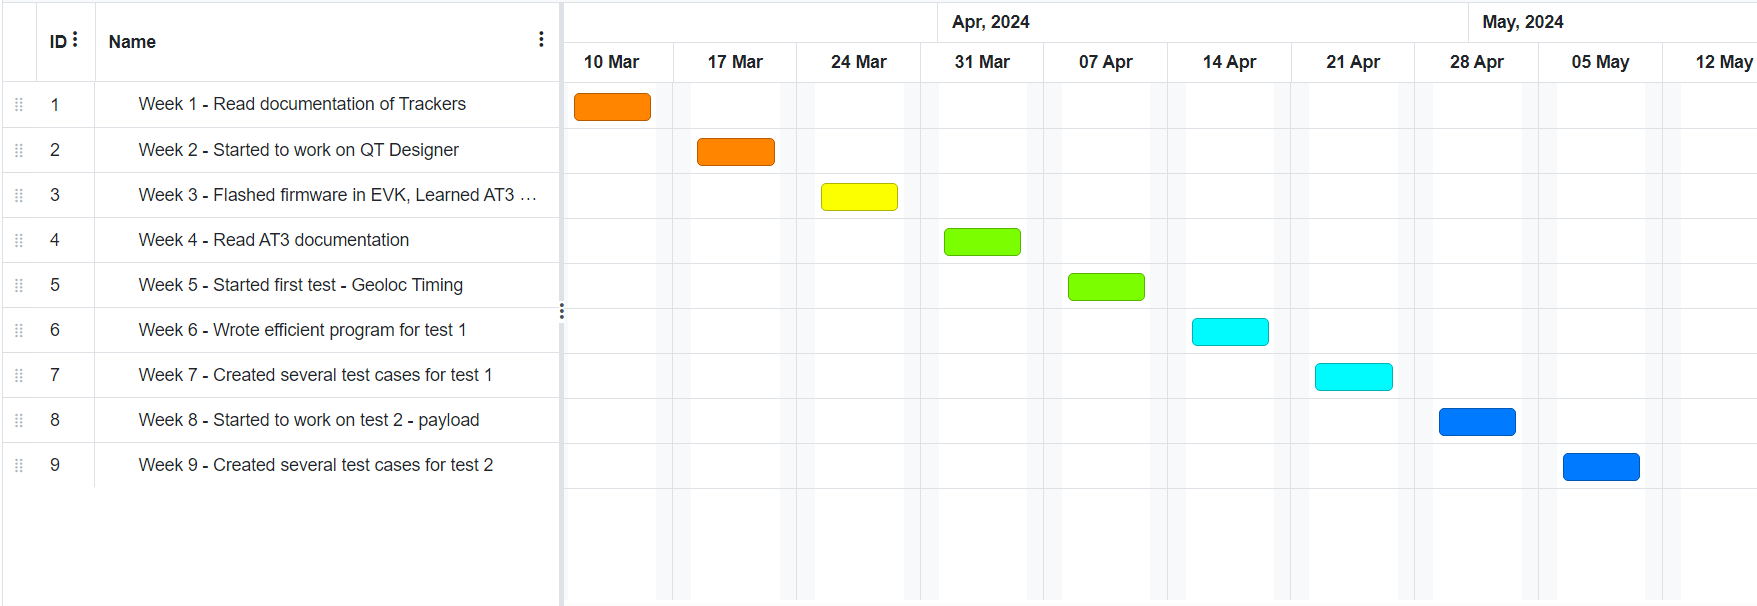 Apr, 2024 May, 2024
ID Name
10 Mar 17 Mar 24 Mar 31 Mar 07 Apr 14 Apr 21 Apr 28 Apr 05 May 12 May
1 Week 1 - Read documentation of Trackers
2 Week 2 - Started to work on QT Designer
3 Week 3 - Flashed firmware in EVK, Learned AT3 ...
4 Week 4 - Read AT3 documentation
5 Week 5 - Started first test - Geoloc Timing
6 Week 6 - Wrote efficient program for test 1
7 Week 7 - Created several test cases for test 1
8 Week 8 - Started to work on test 2 - payload
9 Week 9 - Created several test cases for test 2